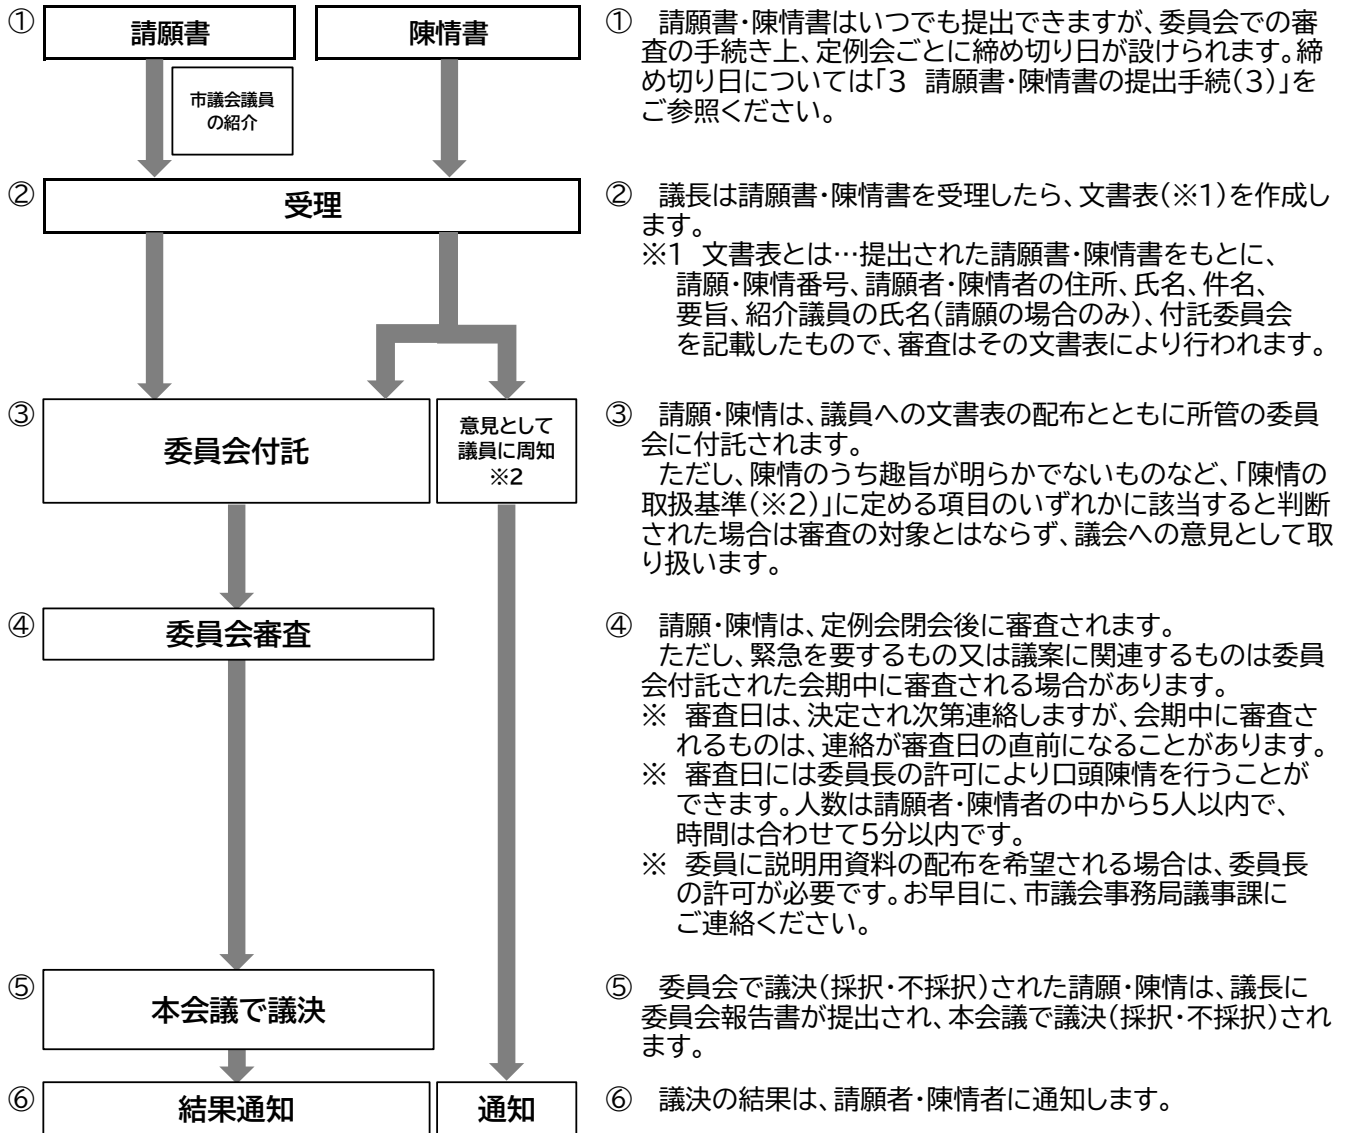 ① 請願書 陳情書
市議会議員
の紹介
② 受理
③ 委員会付託
意見として
議員に周知
※2
④ 委員会審査
⑤ 本会議で議決
⑥ 結果通知 通知
① 請願書・陳情書はいつでも提出できますが、委員会での審
査の手続き上、定例会ごとに締め切り日が設けられます。締
め切り日については「3 請願書・陳情書の提出手続(3)」を
ご参照ください。
② 議長は請願書・陳情書を受理したら、文書表(※1)を作成し
ます。
※1 文書表とは…提出された請願書・陳情書をもとに、
請願・陳情番号、請願者・陳情者の住所、氏名、件名、
要旨、紹介議員の氏名(請願の場合のみ)、付託委員会
を記載したもので、審査はその文書表により行われます。
③ 請願・陳情は、議員への文書表の配布とともに所管の委員
会に付託されます。
ただし、陳情のうち趣旨が明らかでないものなど、「陳情の
取扱基準(※2)」に定める項目のいずれかに該当すると判断
された場合は審査の対象とはならず、議会への意見として取
り扱います。
④ 請願・陳情は、定例会閉会後に審査されます。
ただし、緊急を要するもの又は議案に関連するものは委員
会付託された会期中に審査される場合があります。
※ 審査日は、決定され次第連絡しますが、会期中に審査さ
れるものは、連絡が審査日の直前になることがあります。
※ 審査日には委員長の許可により口頭陳情を行うことが
できます。人数は請願者・陳情者の中から5人以内で、
時間は合わせて5分以内です。
※ 委員に説明用資料の配布を希望される場合は、委員長
の許可が必要です。お早目に、市議会事務局議事課に
ご連絡ください。
⑤ 委員会で議決(採択・不採択)された請願・陳情は、議長に
委員会報告書が提出され、本会議で議決(採択・不採択)され
ます。
⑥ 議決の結果は、請願者・陳情者に通知します。